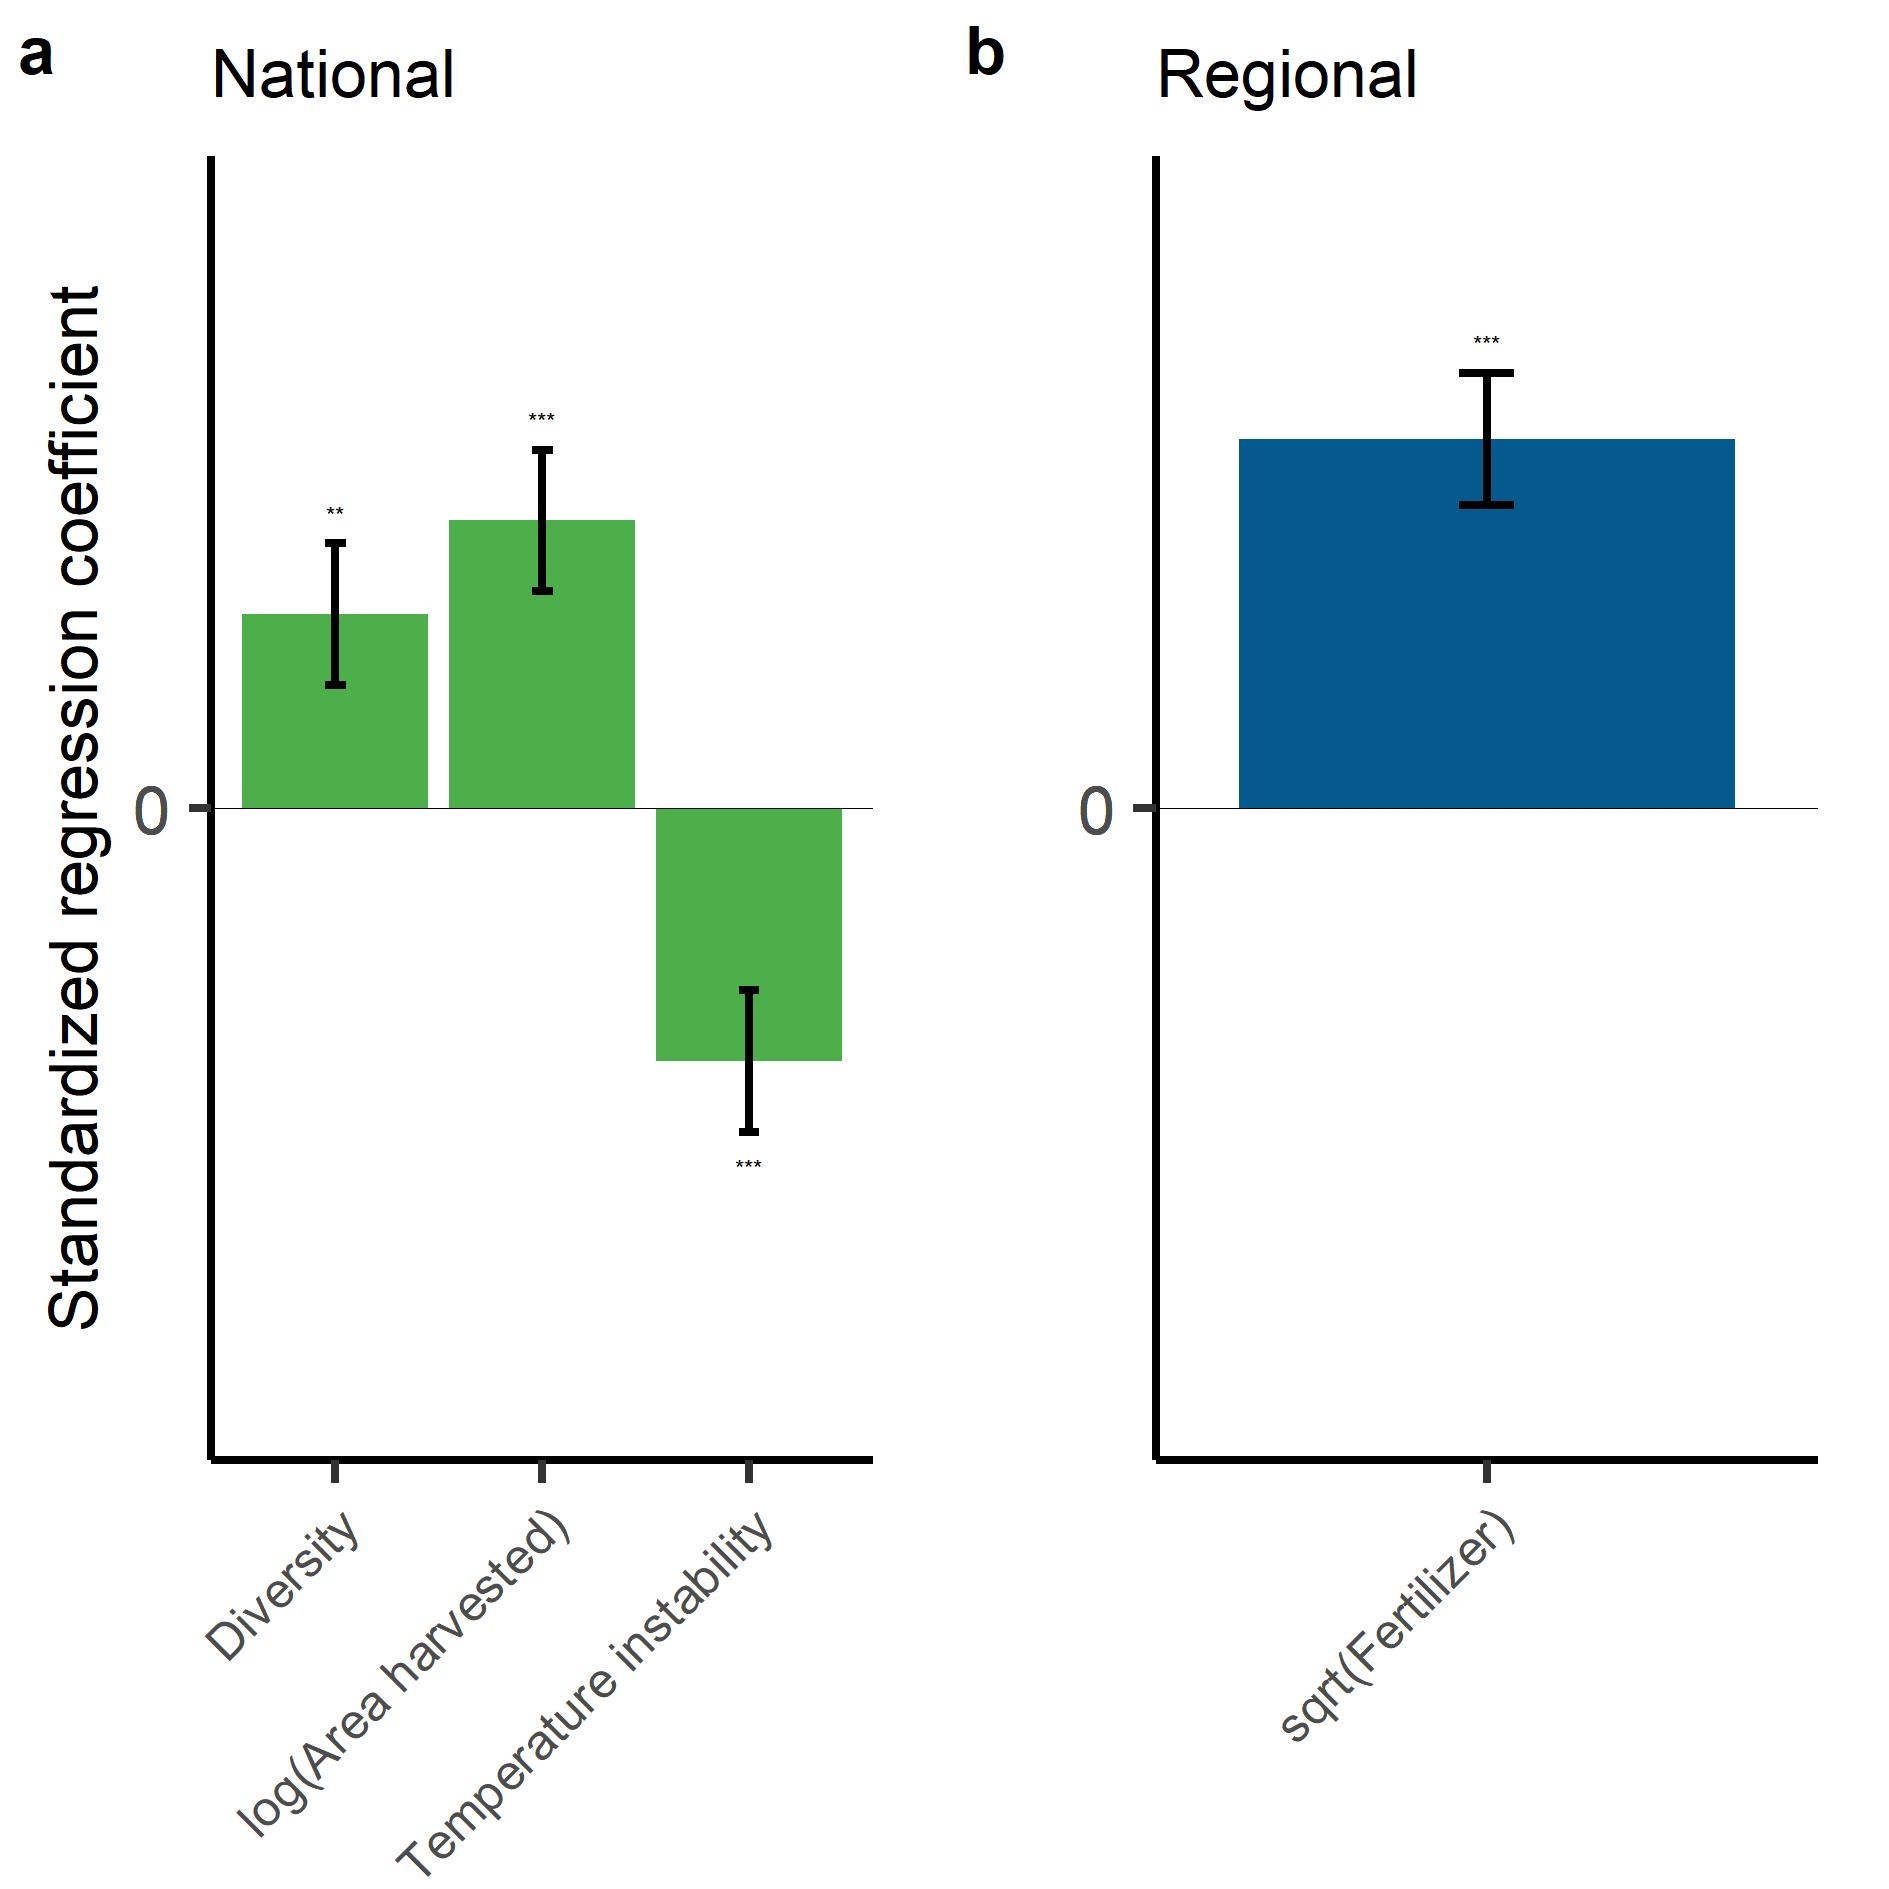 a
National
b
Regional
Standardized regression coefficient
**
***
***
0
Diversity
log(Area harvested)
Temperature instability
***
0
sqrt(Fertilizer)